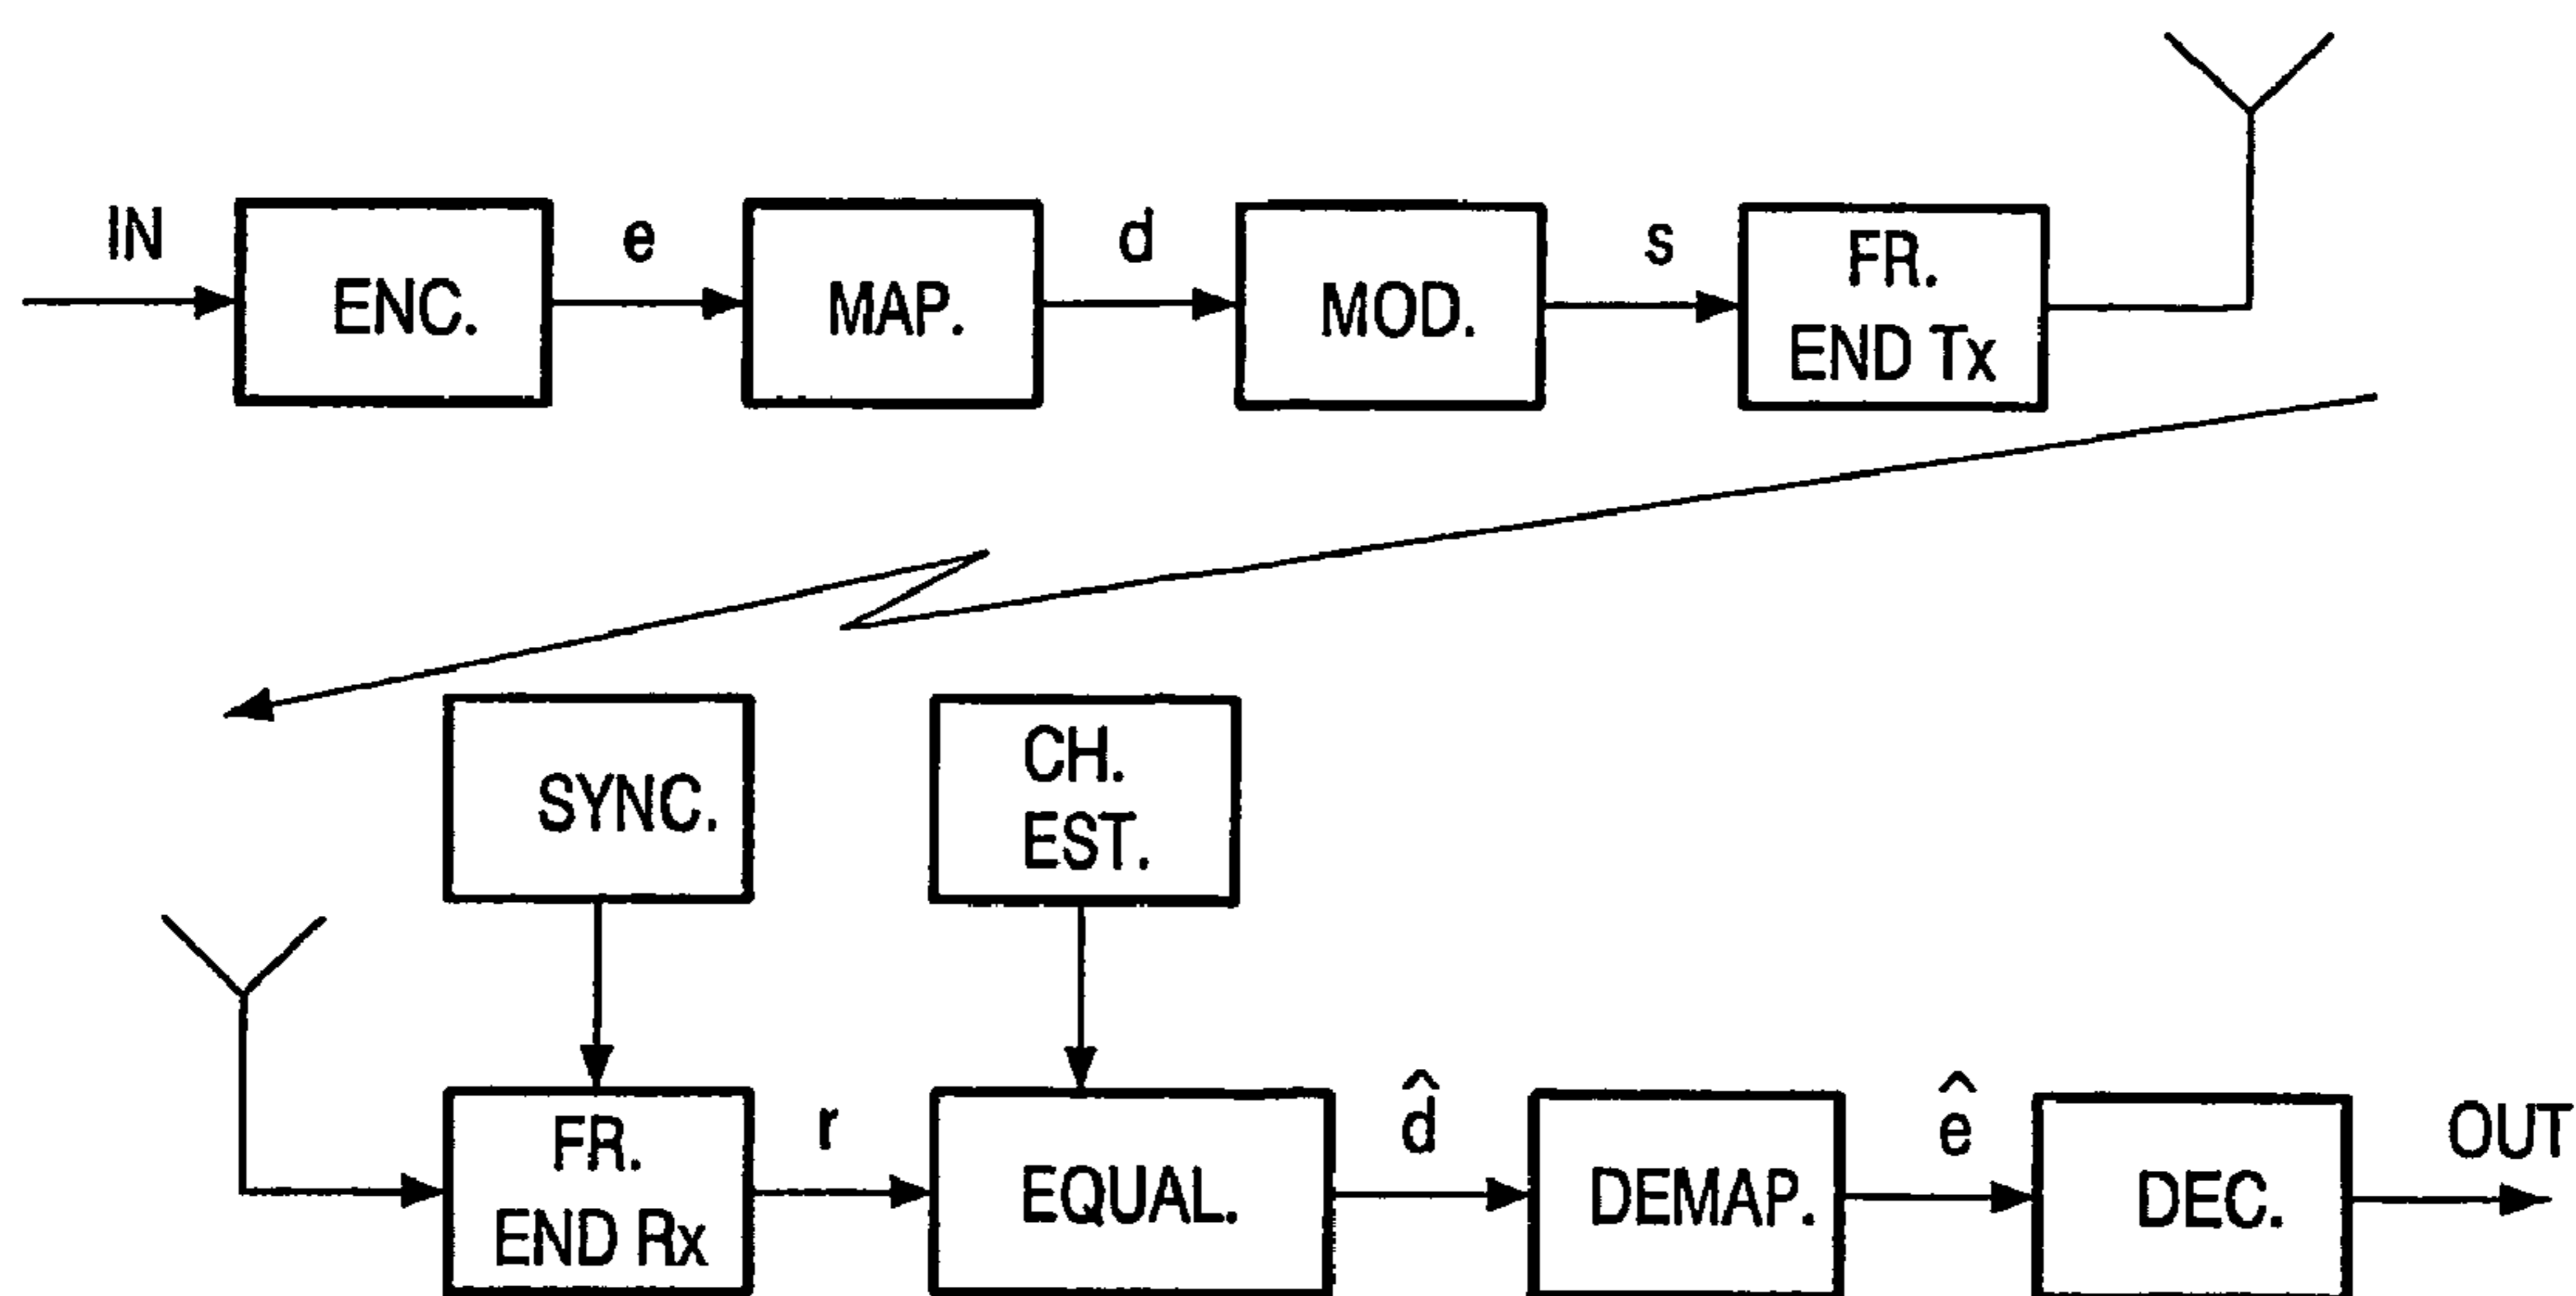 IN
ENC.
e
MAP.
d
MOD.
s
FR.
END Tx
SYNC.
CH.
EST.
FR.
END Rx
r
EQUAL.
d̂
DEMAP.
ê
DEC.
OUT